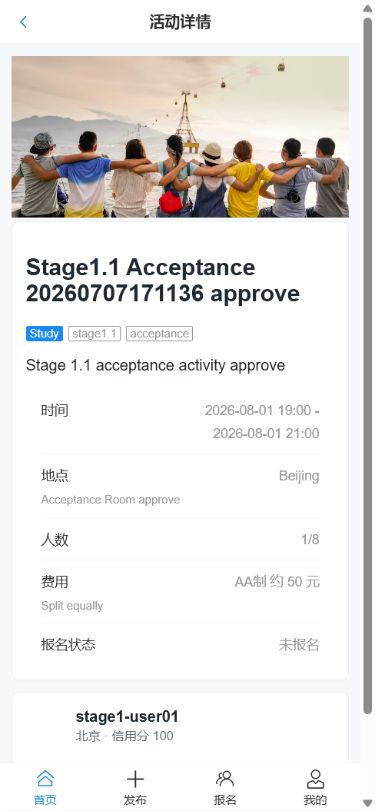 活动详情
Stage1.1 Acceptance
20260707171136 approve
Study stage1.1 acceptance
Stage 1.1 acceptance activity approve
时间 2026-08-01 19:00 -
2026-08-01 21:00
地点 Beijing
Acceptance Room approve
人数 1/8
费用 AA制 约 50 元
Split equally
报名状态 未报名
stage1-user01
北京 · 信用分 100
首页 发布 报名 我的